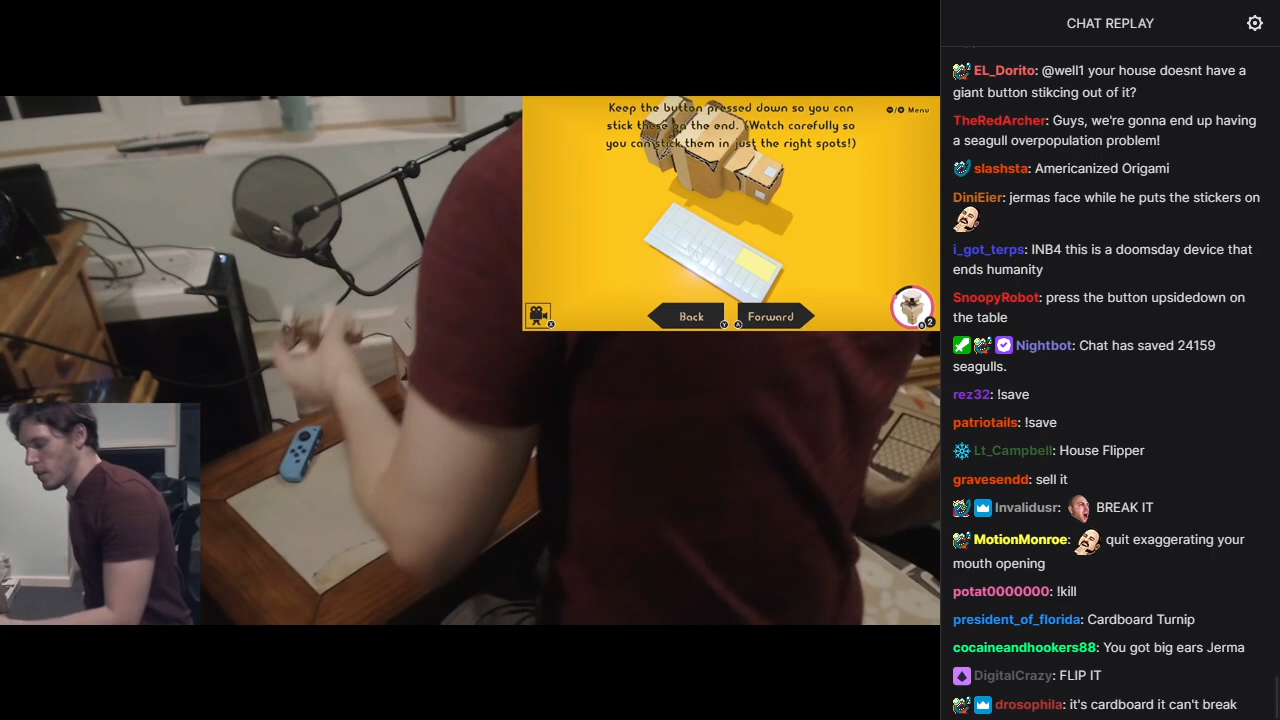 Keep the button pressed down so you can
stick these on the end. (Watch carefully so
you can stick them in just the right spots!)
-/+ Menu
X
Back
Y
A
Forward
B
2
CHAT REPLAY
EL_Dorito: @well1 your house doesnt have a
giant button stikcing out of it?
TheRedArcher: Guys, we're gonna end up having
a seagull overpopulation problem!
slashsta: Americanized Origami
DiniEier: jermas face while he puts the stickers on
i_got_terps: INB4 this is a doomsday device that
ends humanity
SnoopyRobot: press the button upsidedown on
the table
Nightbot: Chat has saved 24159
seagulls.
rez32: !save
patriotails: !save
Lt_Campbell: House Flipper
gravesendd: sell it
Invalidusr: BREAK IT
MotionMonroe: quit exaggerating your
mouth opening
potat0000000: !kill
president_of_florida: Cardboard Turnip
cocaineandhookers88: You got big ears Jerma
DigitalCrazy: FLIP IT
drosophila: it's cardboard it can't break